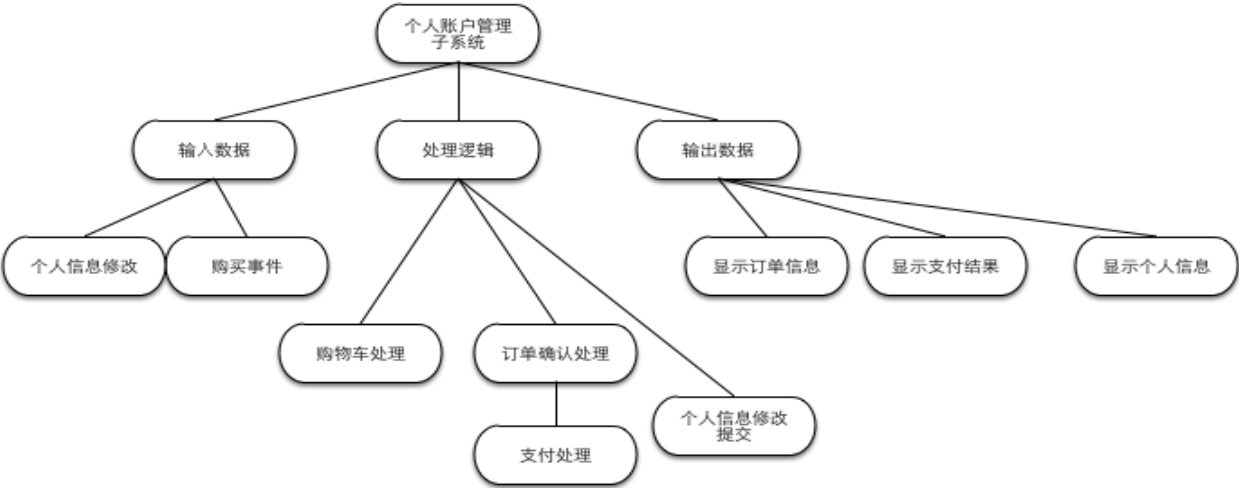 个人账户管理
子系统
输入数据
处理逻辑
输出数据
个人信息修改
购买事件
显示订单信息
显示支付结果
显示个人信息
购物车处理
订单确认处理
个人信息修改
提交
支付处理